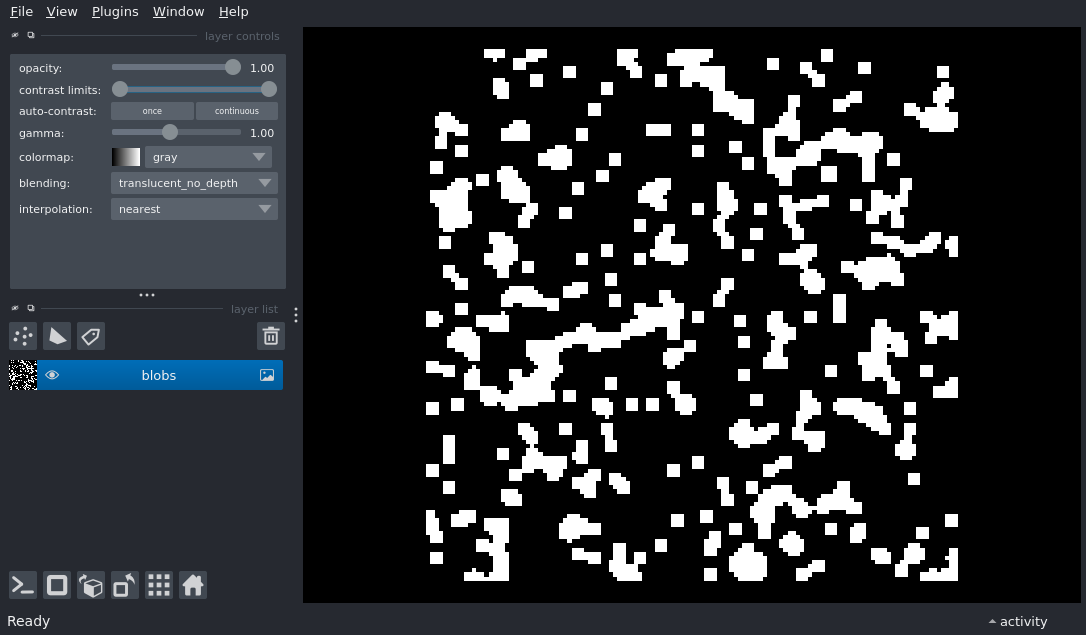 File View Plugins Window Help
layer controls
opacity: 1.00
contrast limits:
auto-contrast: once continuous
gamma: 1.00
colormap: gray
blending: translucent_no_depth
interpolation: nearest
layer list
blobs
Ready activity